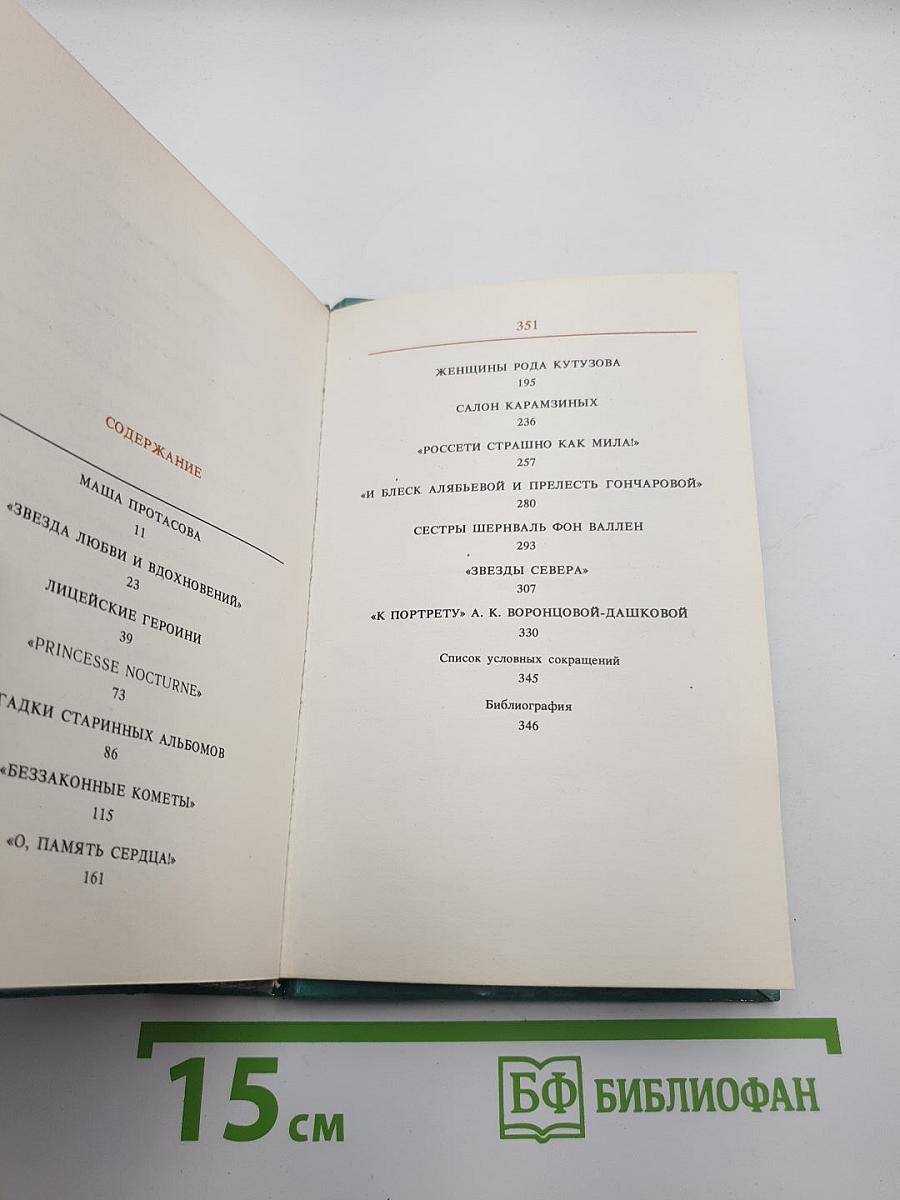 СОДЕРЖАНИЕ
МАША ПРОТАСОВА
11
«ЗВЕЗДА ЛЮБВИ И ВДОХНОВЕНИЙ»
23
ЛИЦЕЙСКИЕ ГЕРОИНИ
39
«PRINCESSE NOCTURNE»
73
СТАРИННЫХ АЛЬБОМОВ
86
«БЕЗЗАКОННЫЕ КОМЕТЫ»
115
«О, ПАМЯТЬ СЕРДЦА!»
161
351
ЖЕНЩИНЫ РОДА КУТУЗОВА
195
САЛОН КАРАМЗИНЫХ
236
«РОССЕТИ СТРАШНО КАК МИЛА!»
257
«И БЛЕСК АЛЯБЬЕВОЙ И ПРЕЛЕСТЬ ГОНЧАРОВОЙ»
280
СЕСТРЫ ШЕРНВАЛЬ ФОН ВАЛЛЕН
293
«ЗВЕЗДЫ СЕВЕРА»
307
«К ПОРТРЕТУ» А. К. ВОРОНЦОВОЙ-ДАШКОВОЙ
330
Список условных сокращений
345
Библиография
346
15 см
БФ БИБЛИОФАН